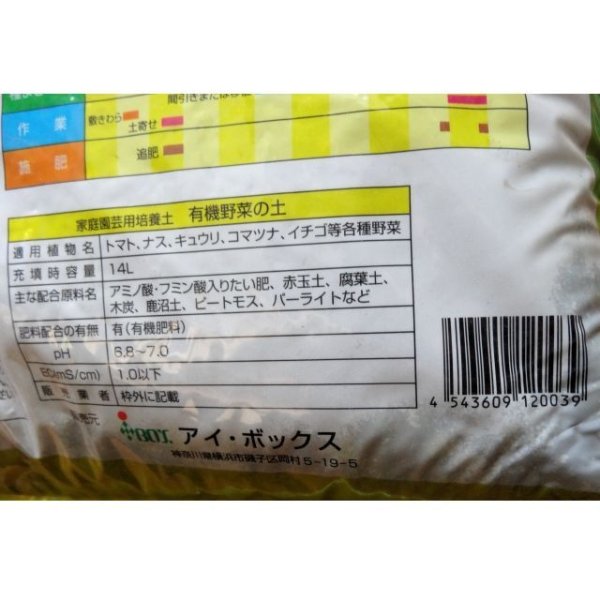 間引きまたは
作業
敷きわら
土寄せ
施肥
追肥
家庭園芸用培養土 有機野菜の土
適用植物名 トマト、ナス、キュウリ、コマツナ、イチゴ等各種野菜
充填時容量 14L
主な配合原料名 アミノ酸・フミン酸入りたい肥、赤玉土、腐葉土、
木炭、鹿沼土、ピートモス、パーライトなど
肥料配合の有無 有(有機肥料)
pH 6.8~7.0
EC(mS/cm) 1.0以下
販売業者 枠外に記載
発売元 アイ・ボックス
神奈川県横浜市磯子区岡村5-19-5
4 543609 120039